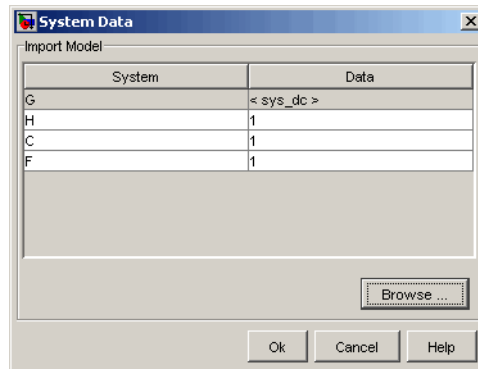 System Data
Import Model
System Data
G < sys_dc >
H 1
C 1
F 1
Browse ...
Ok Cancel Help